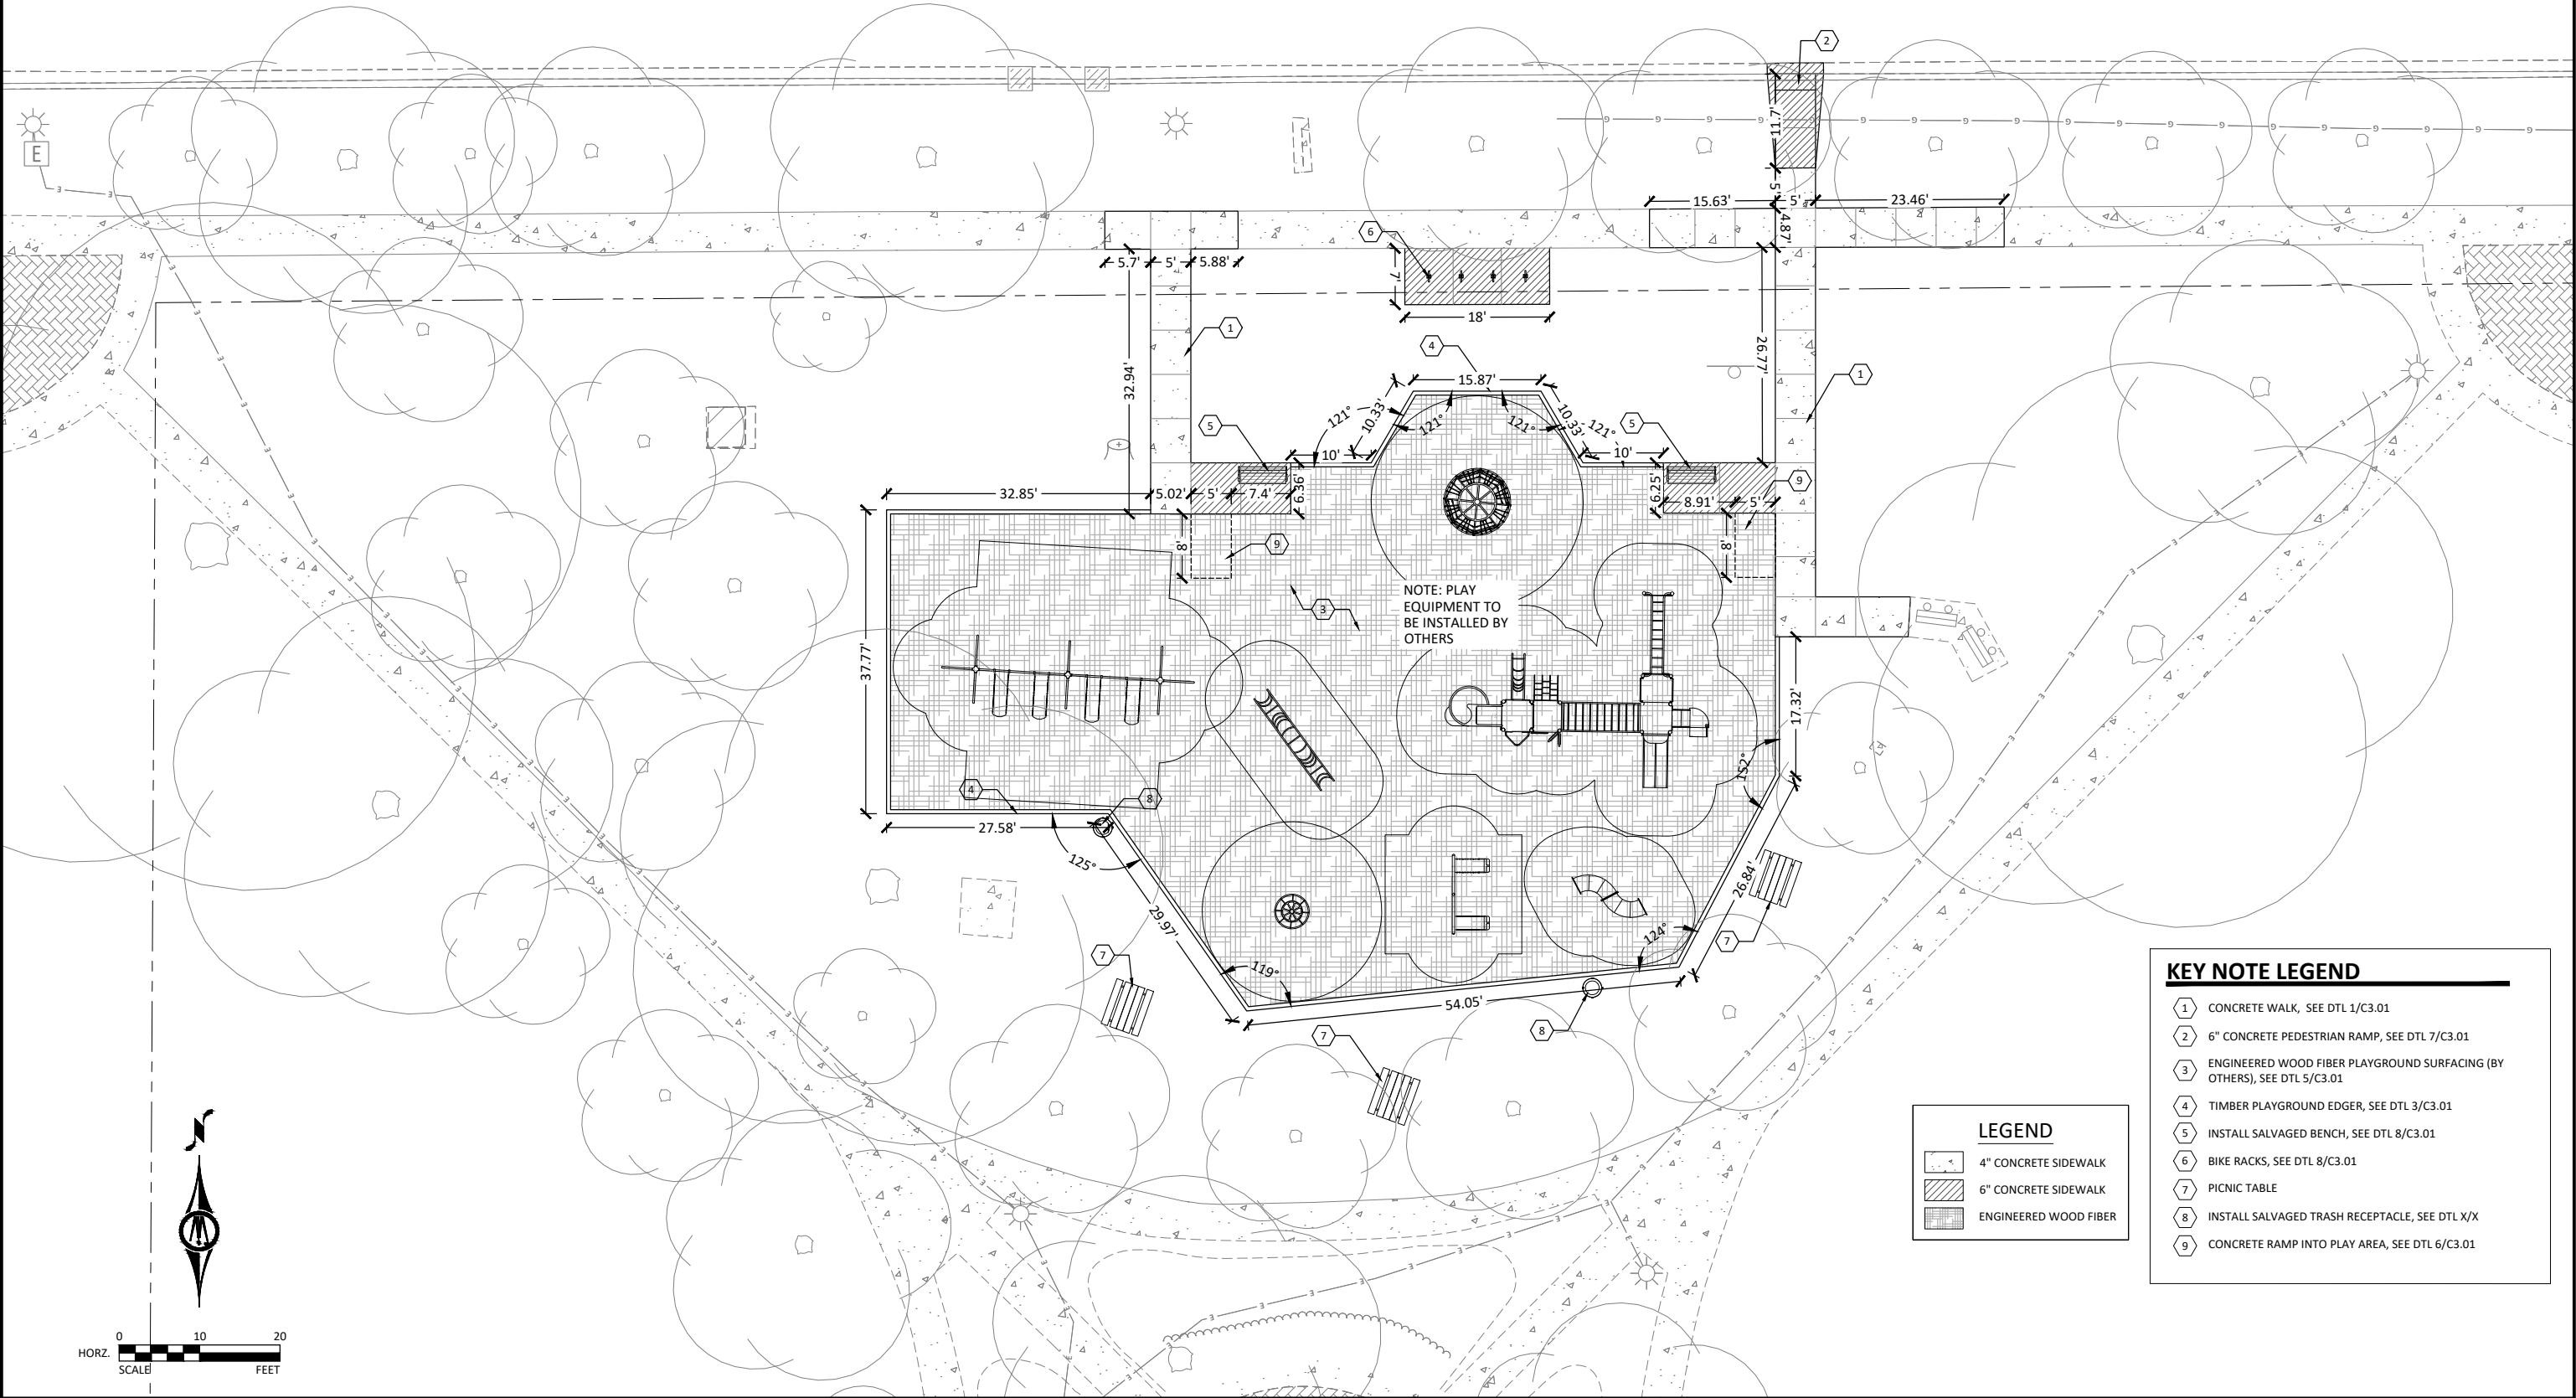 2
E
11.77'
5'
15.63'
5'
23.46'
4.87'
6
5.7'
5'
5.88'
7'
18'
1
4
32.94'
26.77'
1
15.87'
10.33'
10.33'
121°
121°
121°
121°
5
5
10'
10'
9
32.85'
5.02'
5'
7.4'
6.36'
6.25'
8.91'
5'
8'
9
8'
NOTE: PLAY
EQUIPMENT TO
BE INSTALLED BY
OTHERS
3
37.77'
17.32'
152°
4
8
27.58'
125°
26.84'
29.97'
124°
7
7
119°
54.05'
7
8
KEY NOTE LEGEND
1 CONCRETE WALK, SEE DTL 1/C3.01
2 6" CONCRETE PEDESTRIAN RAMP, SEE DTL 7/C3.01
3 ENGINEERED WOOD FIBER PLAYGROUND SURFACING (BY
OTHERS), SEE DTL 5/C3.01
4 TIMBER PLAYGROUND EDGER, SEE DTL 3/C3.01
5 INSTALL SALVAGED BENCH, SEE DTL 8/C3.01
6 BIKE RACKS, SEE DTL 8/C3.01
7 PICNIC TABLE
8 INSTALL SALVAGED TRASH RECEPTACLE, SEE DTL X/X
9 CONCRETE RAMP INTO PLAY AREA, SEE DTL 6/C3.01
LEGEND
4" CONCRETE SIDEWALK
6" CONCRETE SIDEWALK
ENGINEERED WOOD FIBER
N
0 10 20
HORZ.
SCALE FEET